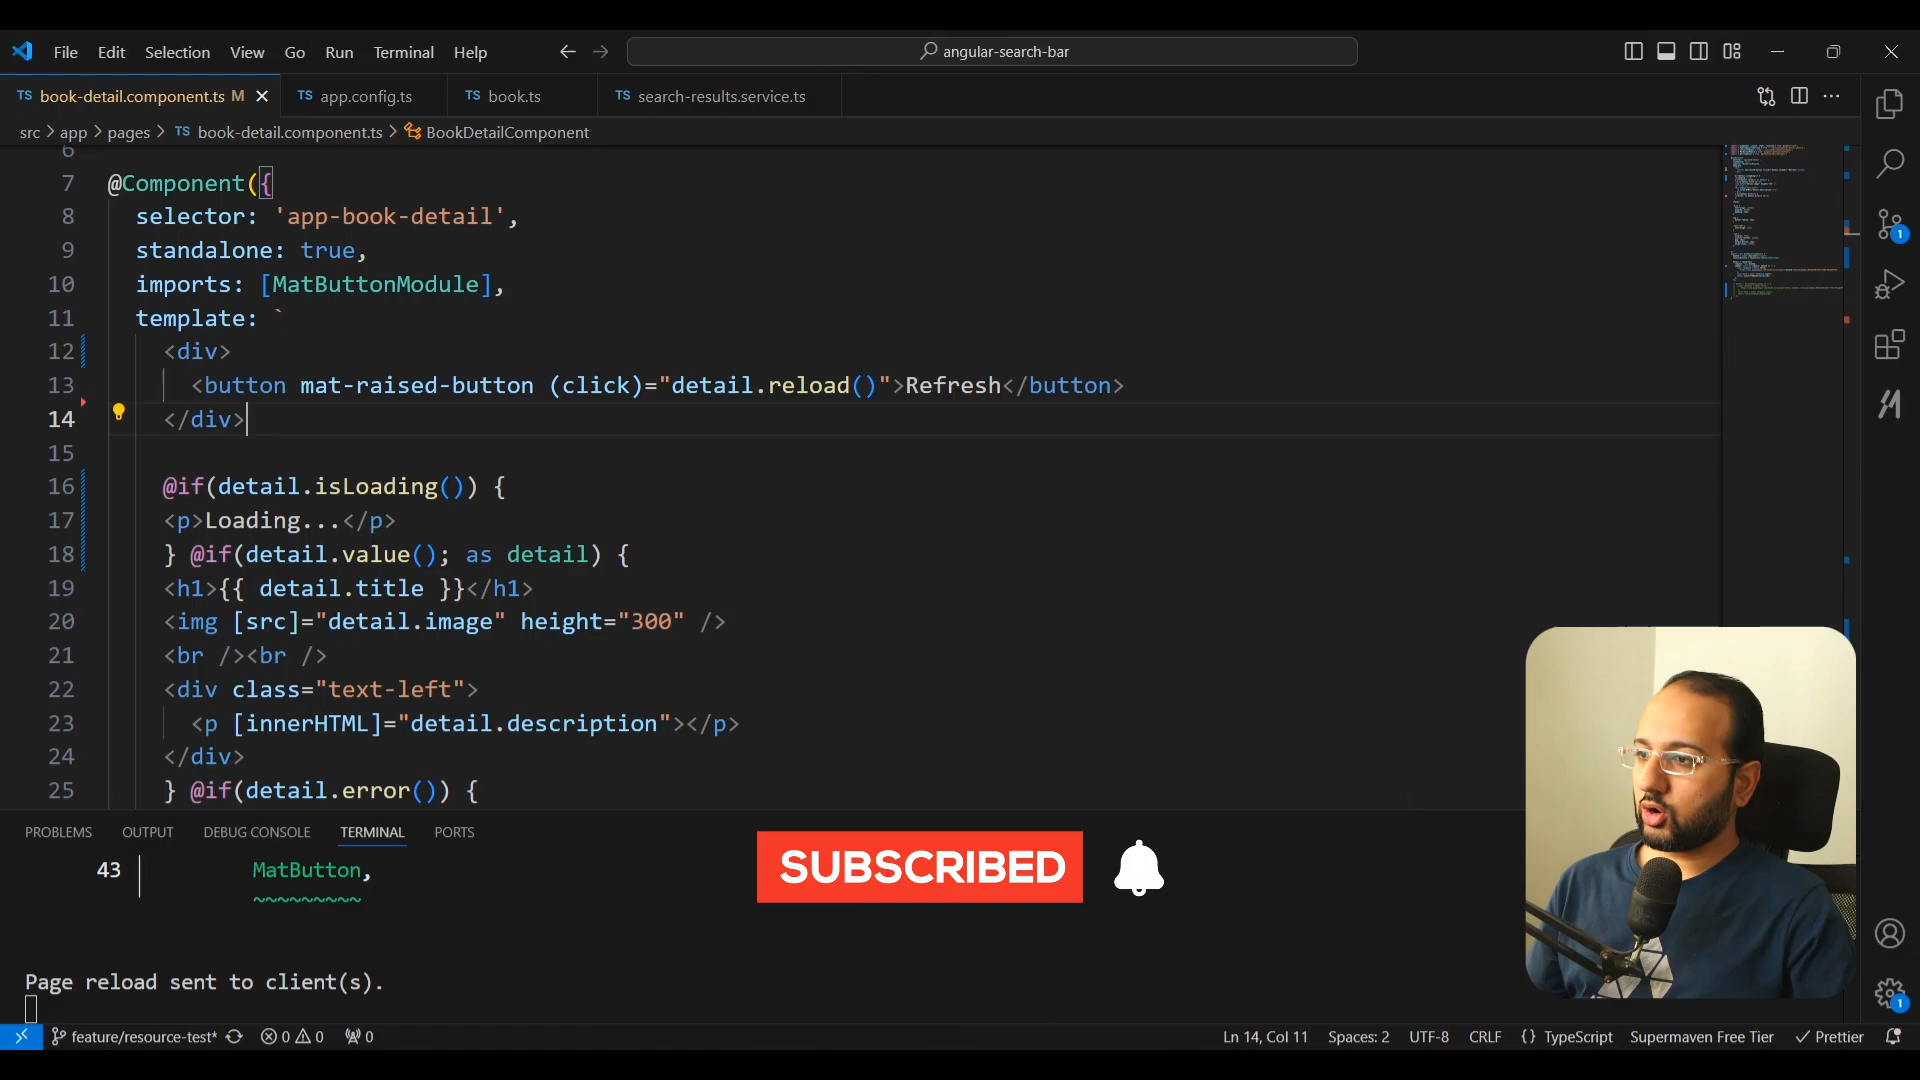 File Edit Selection View Go Run Terminal Help
angular-search-bar
TS book-detail.component.ts M
TS app.config.ts
TS book.ts
TS search-results.service.ts
src > app > pages > TS book-detail.component.ts > BookDetailComponent
6
7 @Component({
8 selector: 'app-book-detail',
9 standalone: true,
10 imports: [MatButtonModule],
11 template: `
12 <div>
13 <button mat-raised-button (click)="detail.reload()">Refresh</button>
14 </div>
15
16 @if(detail.isLoading()) {
17 <p>Loading...</p>
18 } @if(detail.value(); as detail) {
19 <h1>{{ detail.title }}</h1>
20 <img [src]="detail.image" height="300" />
21 <br /><br />
22 <div class="text-left">
23 <p [innerHTML]="detail.description"></p>
24 </div>
25 } @if(detail.error()) {
PROBLEMS OUTPUT DEBUG CONSOLE TERMINAL PORTS
43 MatButton,
~~~~~~~~~
SUBSCRIBED
Page reload sent to client(s).
feature/resource-test* 0 0 0
Ln 14, Col 11 Spaces: 2 UTF-8 CRLF {} TypeScript Supermaven Free Tier Prettier
1
1